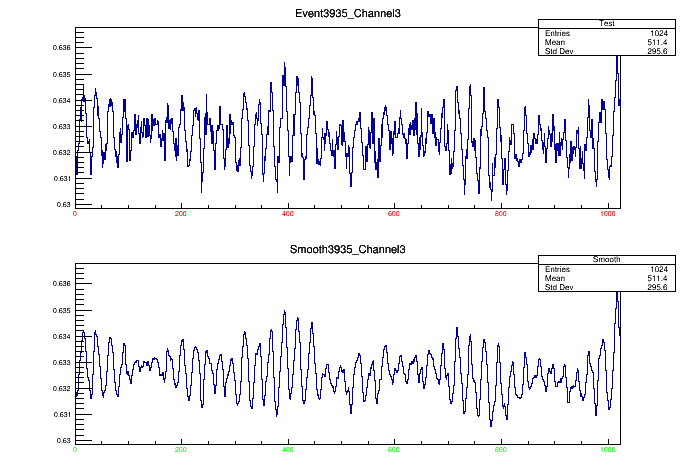 Event3935_Channel3
Test
Entries 1024
Mean 511.4
Std Dev 295.6
0.636
0.635
0.634
0.633
0.632
0.631
0.63
0 200 400 600 800 1000
Smooth3935_Channel3
Smooth
Entries 1024
Mean 511.4
Std Dev 295.6
0.636
0.635
0.634
0.633
0.632
0.631
0.63
0 200 400 600 800 1000